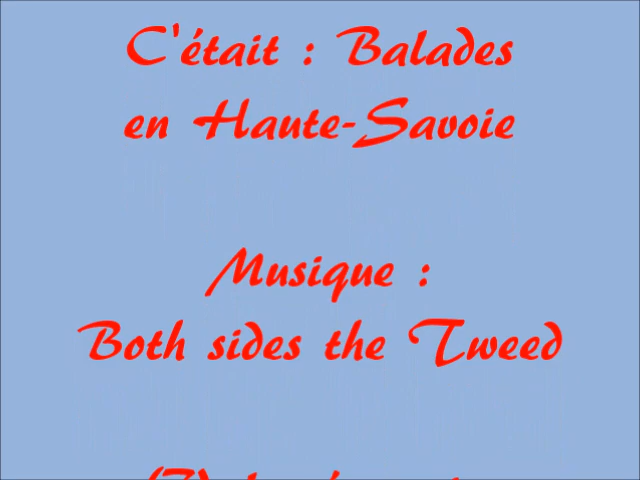 C'était : Balades
en Haute-Savoie
Musique :
Both sides the Tweed